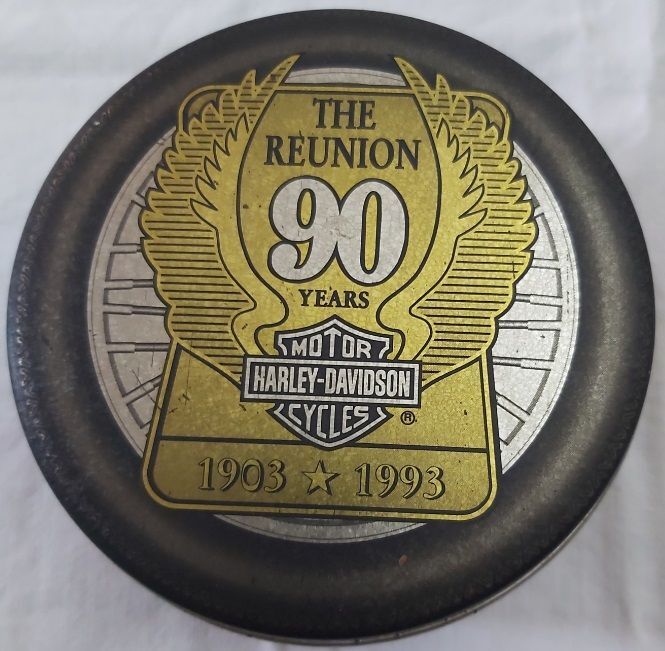 THE
REUNION
90
YEARS
MOTOR
HARLEY-DAVIDSON
CYCLES ®
1903 ☆ 1993